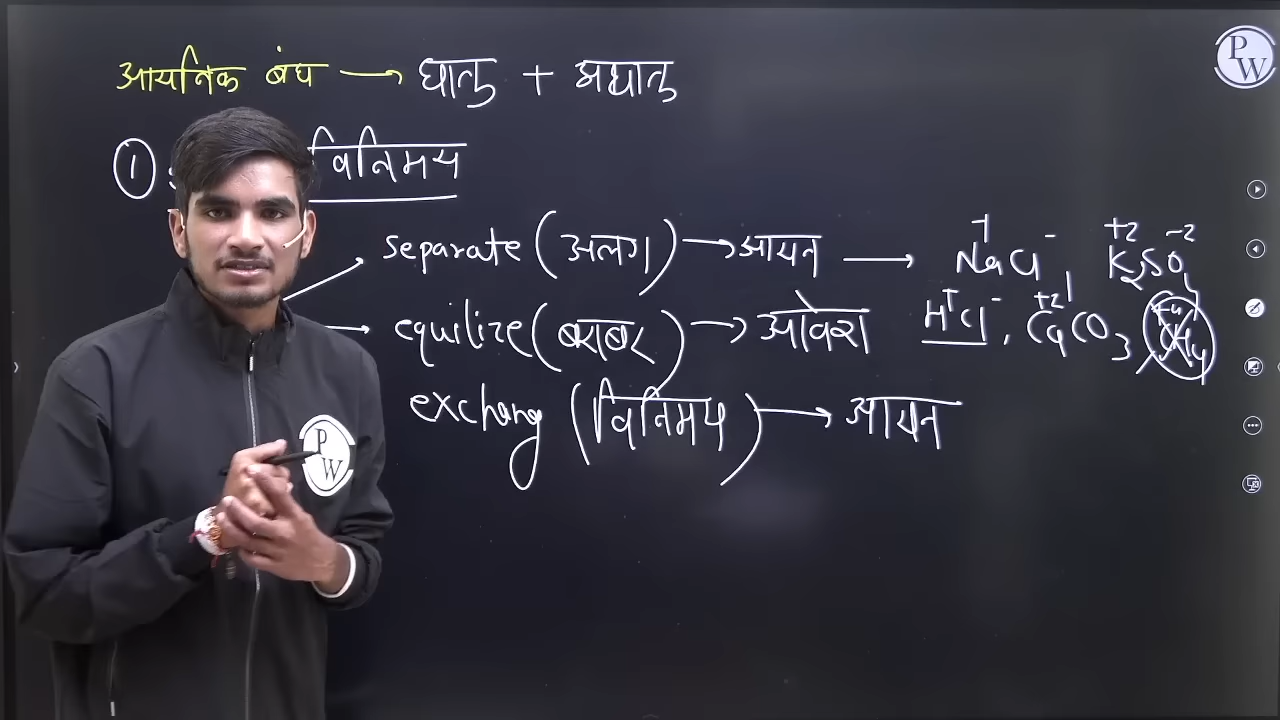 आयनिक बंध → धातु + अधातु
① विनिमय
separate (अलग) → आयन → Na⁺Cl⁻, K₂⁺²SO₄⁻²
equilize (बराबर) → आवेश H⁺Cl⁻, Ca⁺²CO₃
exchang (विनिमय) → आयन
PW
PW